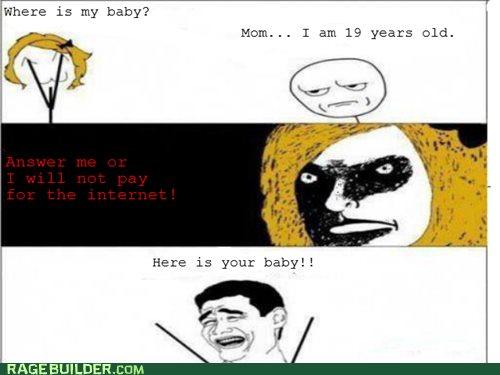 Where is my baby?
Mom... I am 19 years old.
Answer me or
I will not pay
for the internet!
Here is your baby!!
RAGEBUILDER.COM